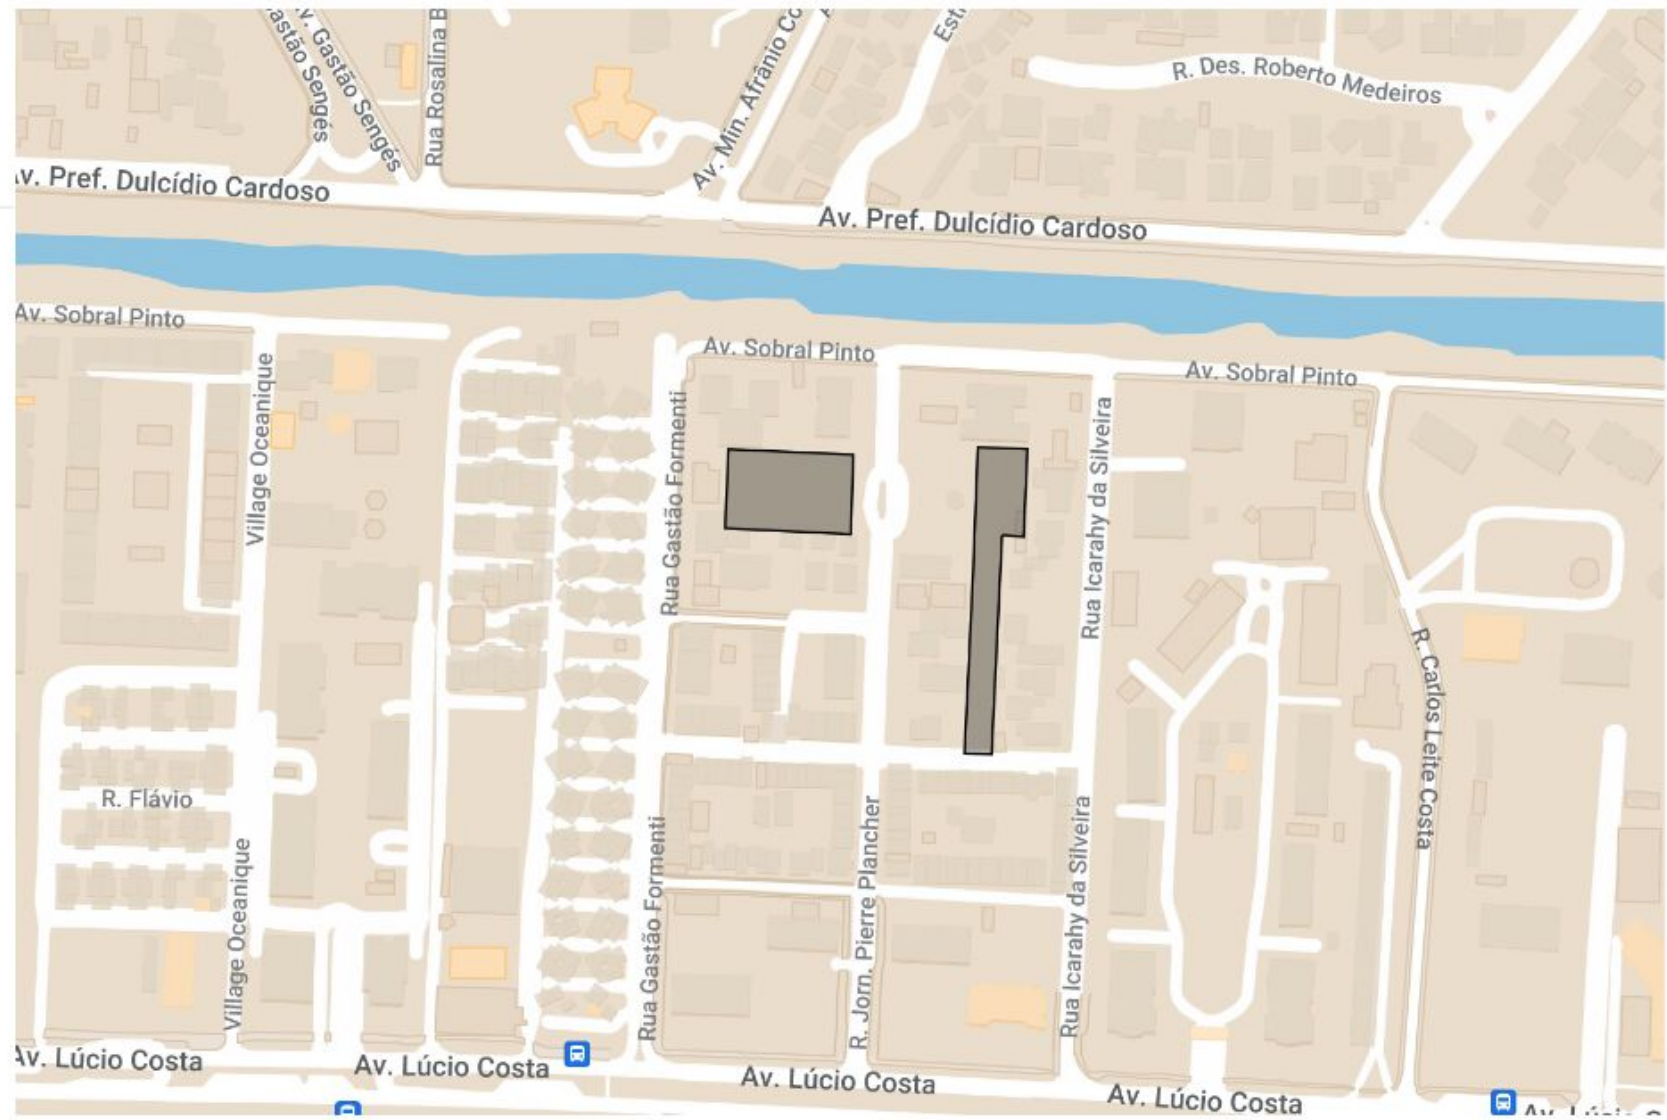 Av. Gastão Sengés
astão Sengés
Rua Rosalina B
Av. Min. Afrânio Co
Est
R. Des. Roberto Medeiros
v. Pref. Dulcídio Cardoso
Av. Pref. Dulcídio Cardoso
Av. Sobral Pinto
Av. Sobral Pinto
Av. Sobral Pinto
Village Oceanique
Rua Gastão Formenti
Rua Icarahy da Silveira
R. Carlos Leite Costa
R. Flávio
Village Oceanique
Rua Gastão Formenti
R. Jorn. Pierre Plancher
Rua Icarahy da Silveira
Av. Lúcio Costa
Av. Lúcio Costa
Av. Lúcio Costa
Av. Lúcio Costa